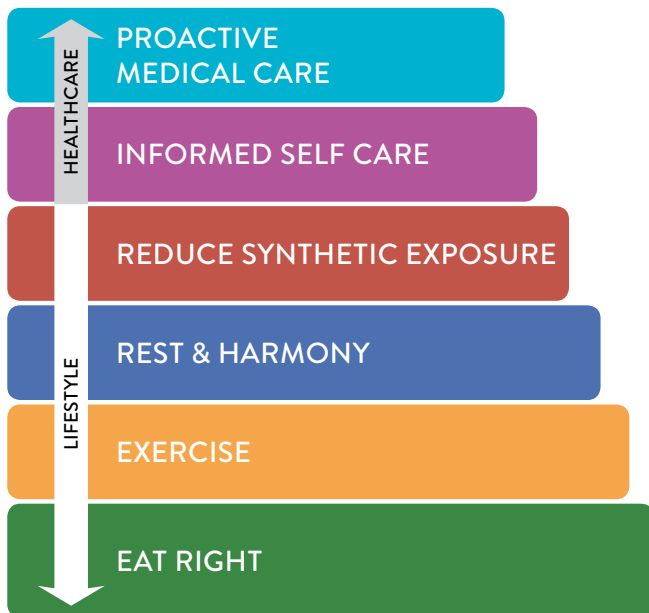 PROACTIVE
MEDICAL CARE
HEALTHCARE
INFORMED SELF CARE
REDUCE SYNTHETIC EXPOSURE
REST & HARMONY
LIFESTYLE
EXERCISE
EAT RIGHT